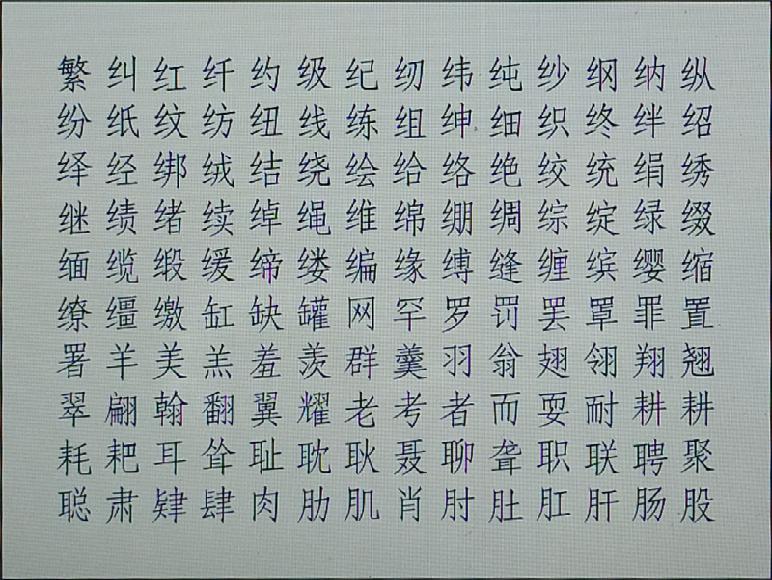 繁纠红纤约级纪纫纬纯纱纲纳纵
纷纸纹纺纽线练组绅细织终绊绍
绎经绑绒结绕绘给络绝绞统绢绣
继绩绪续绰绳维绵绷绸综绽绿缀
缅缆缎缓缔缕编缘缚缝缠缤缨缩
缭缰缴缸缺罐网罕罗罚罢罩罪置
署羊美羔羞羡群羹羽翁翅翎翔翘
翠翩翰翻翼耀老考者而耍耐耕耕
耗耙耳耸耻耽耿聂聊聋职联聘聚
聪肃肄肆肉肋肌肖肘肚肛肝肠股